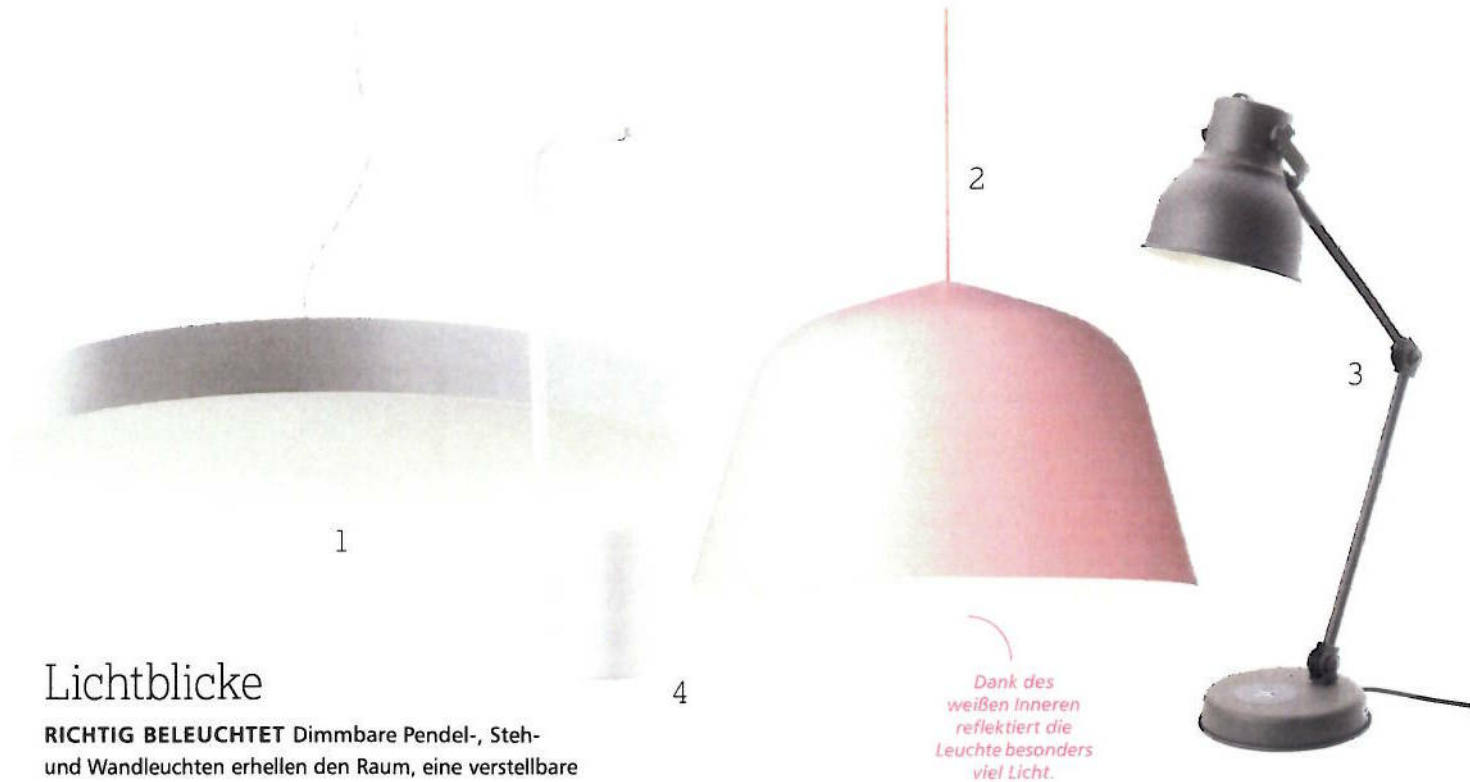 2
3
1
4
Lichtblicke
RICHTIG BELEUCHTET Dimmbare Pendel-, Steh-
und Wandleuchten erhellen den Raum, eine verstellbare
Dank des
weißen Inneren
reflektiert die
Leuchte besonders
viel Licht.